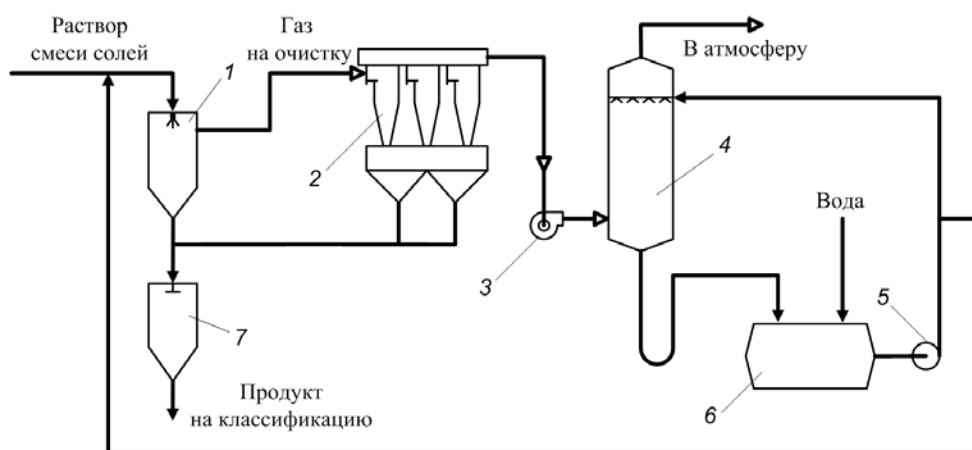 Раствор
смеси солей
Газ
на очистку
В атмосферу
1
2
3
4
Вода
5
6
7
Продукт
на классификацию